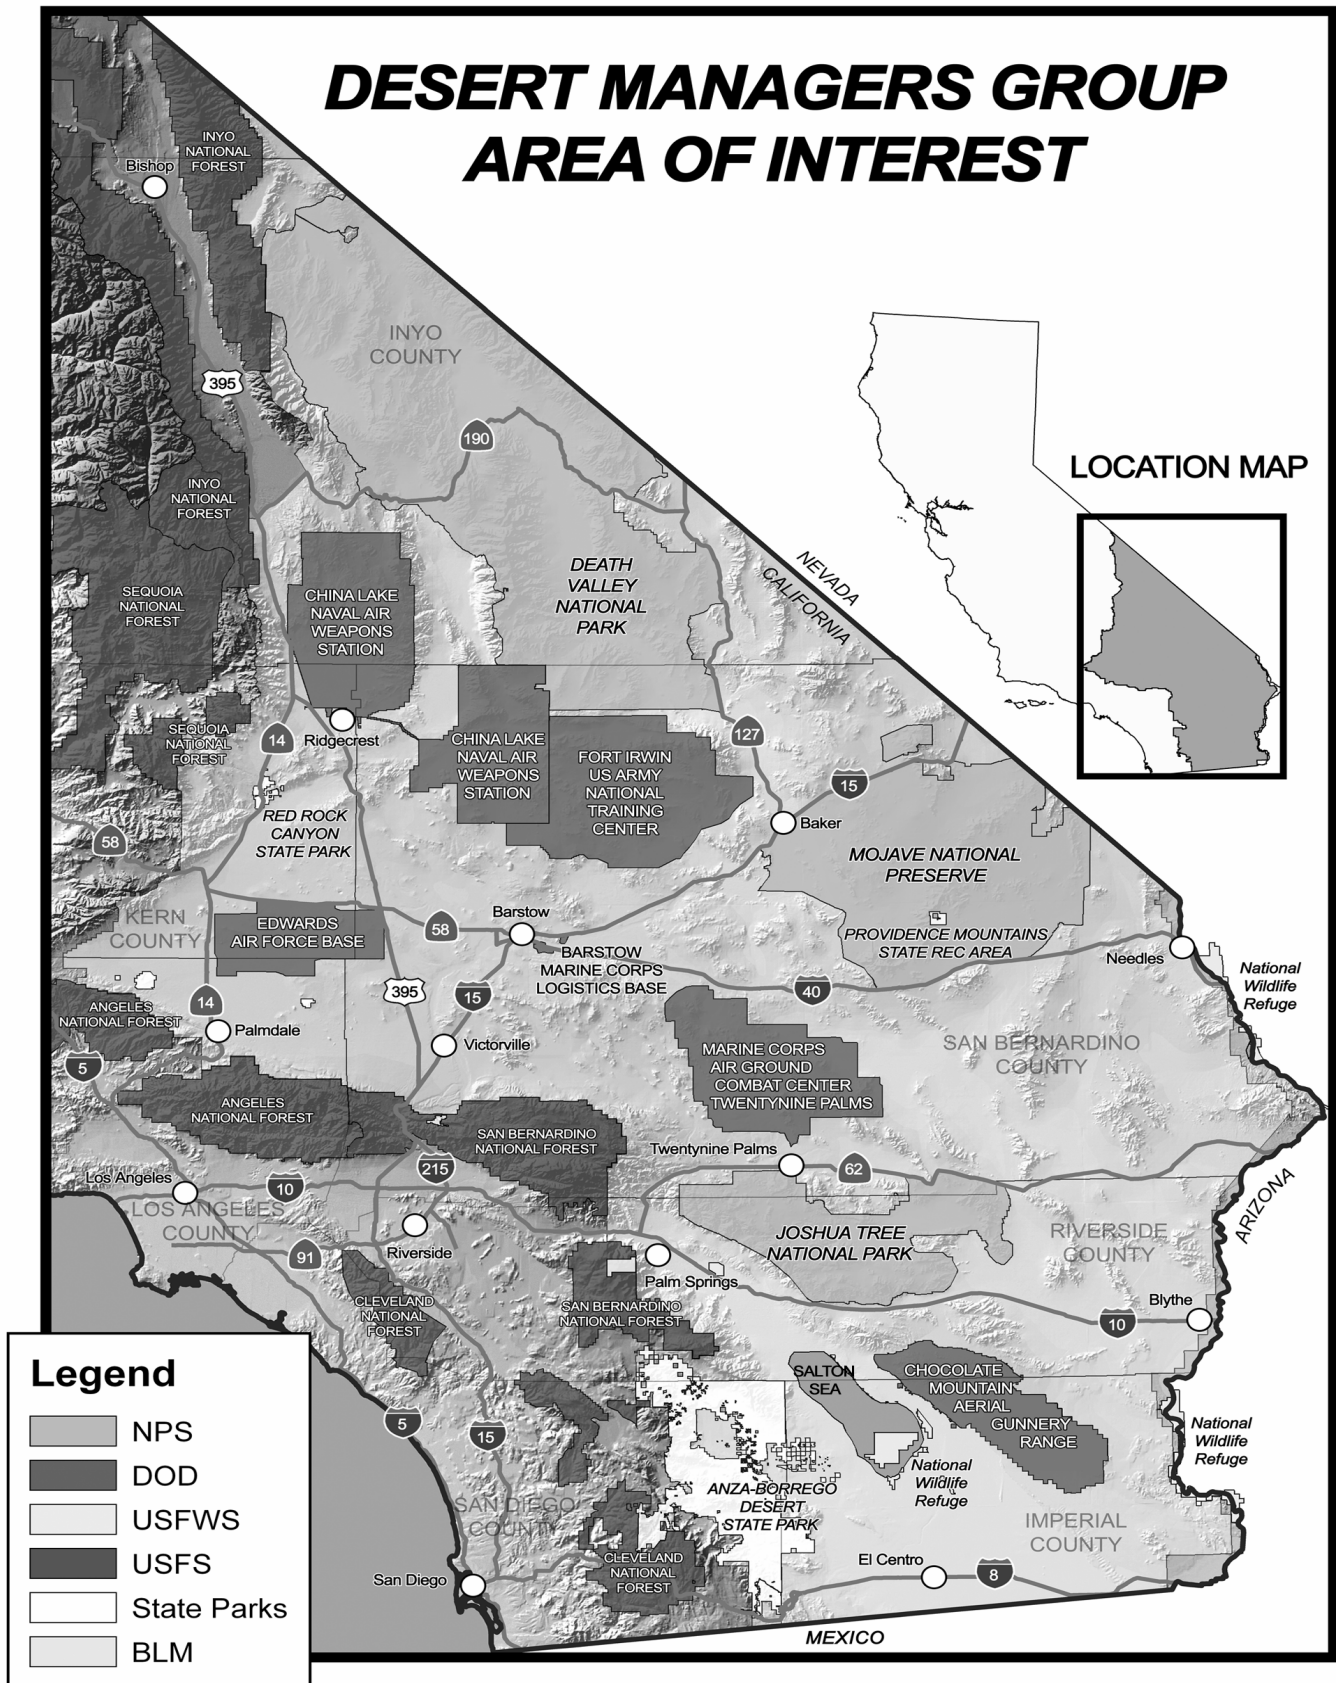 DESERT MANAGERS GROUP
AREA OF INTEREST
INYO
NATIONAL
FOREST
Bishop
INYO
COUNTY
395
190
LOCATION MAP
INYO
NATIONAL
FOREST
NEVADA
CALIFORNIA
DEATH
VALLEY
NATIONAL
PARK
SEQUOIA
NATIONAL
FOREST
CHINA LAKE
NAVAL AIR
WEAPONS
STATION
SEQUOIA
NATIONAL
FOREST
14
Ridgecrest
CHINA LAKE
NAVAL AIR
WEAPONS
STATION
FORT IRWIN
US ARMY
NATIONAL
TRAINING
CENTER
127
15
Baker
RED ROCK
CANYON
STATE PARK
58
MOJAVE NATIONAL
PRESERVE
KERN
COUNTY
EDWARDS
AIR FORCE BASE
58
Barstow
BARSTOW
MARINE CORPS
LOGISTICS BASE
PROVIDENCE MOUNTAINS
STATE REC AREA
Needles
National
Wildlife
Refuge
ANGELES
NATIONAL FOREST
14
Palmdale
395
15
40
Victorville
SAN BERNARDINO
COUNTY
5
MARINE CORPS
AIR GROUND
COMBAT CENTER
TWENTYNINE PALMS
ANGELES
NATIONAL FOREST
SAN BERNARDINO
NATIONAL FOREST
Twentynine Palms
62
215
Los Angeles
10
LOS ANGELES
COUNTY
ARIZONA
Riverside
91
JOSHUA TREE
NATIONAL PARK
RIVERSIDE
COUNTY
Palm Springs
CLEVELAND
NATIONAL
FOREST
SAN BERNARDINO
NATIONAL FOREST
Blythe
10
SALTON
SEA
CHOCOLATE
MOUNTAIN
AERIAL
GUNNERY
RANGE
5
15
National
Wildlife
Refuge
National
Wildlife
Refuge
ANZA-BORREGO
DESERT
STATE PARK
SAN DIEGO
COUNTY
IMPERIAL
COUNTY
CLEVELAND
NATIONAL
FOREST
El Centro
8
San Diego
MEXICO
Legend
NPS
DOD
USFWS
USFS
State Parks
BLM